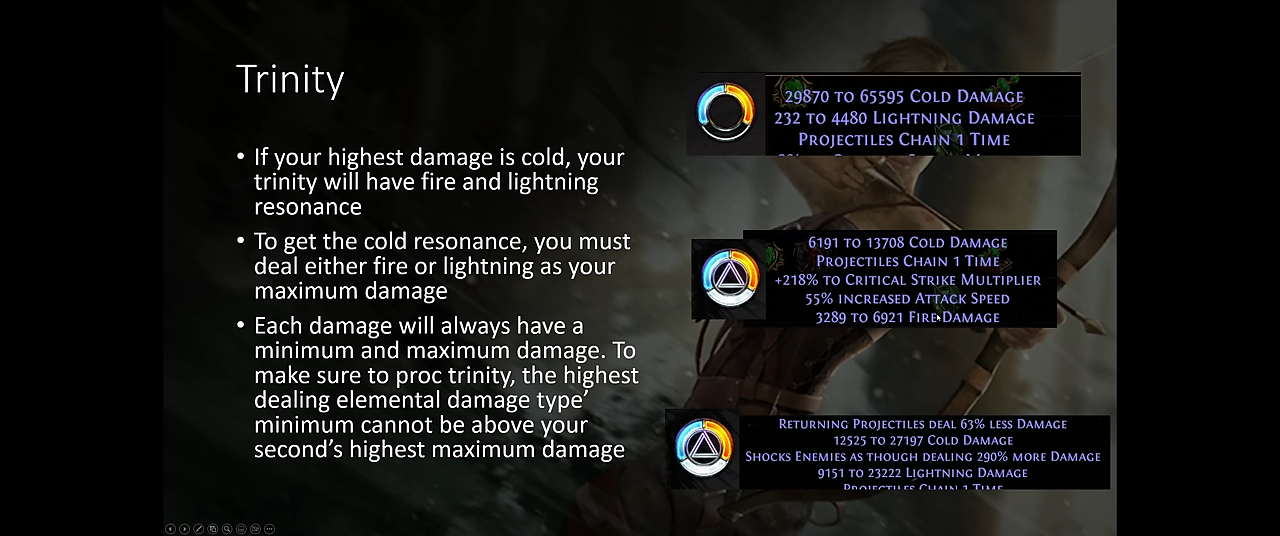 Trinity
• If your highest damage is cold, your
trinity will have fire and lightning
resonance
• To get the cold resonance, you must
deal either fire or lightning as your
maximum damage
• Each damage will always have a
minimum and maximum damage. To
make sure to proc trinity, the highest
dealing elemental damage type’
minimum cannot be above your
second’s highest maximum damage
29870 to 65595 Cold Damage
232 to 4480 Lightning Damage
Projectiles Chain 1 Time
6191 to 13708 Cold Damage
Projectiles Chain 1 Time
+218% to Critical Strike Multiplier
55% increased Attack Speed
3289 to 6921 Fire Damage
Returning Projectiles deal 63% less Damage
12525 to 27197 Cold Damage
Shocks Enemies as though dealing 290% more Damage
9151 to 23222 Lightning Damage
Projectiles Chain 1 Time